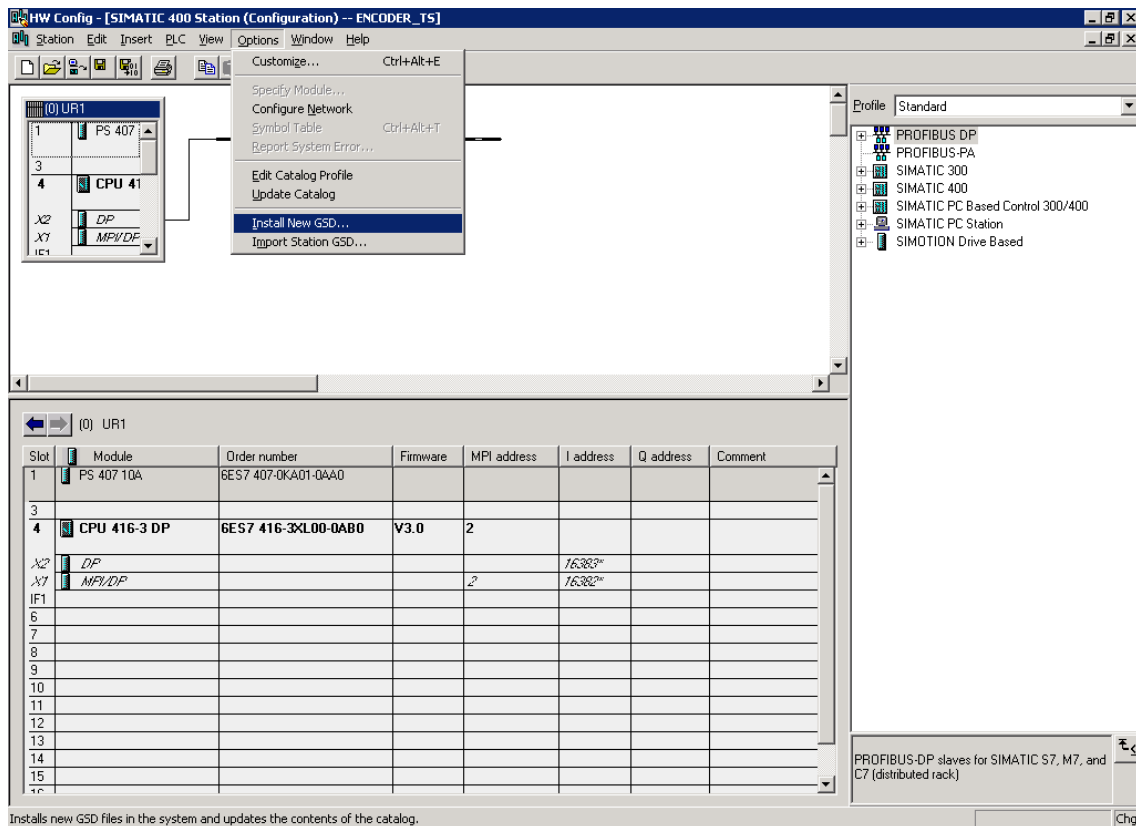 HW Config - [SIMATIC 400 Station (Configuration) -- ENCODER_TS]
Station Edit Insert PLC View Options Window Help
Customize... Ctrl+Alt+E
Specify Module...
Configure Network
Symbol Table Ctrl+Alt+T
Report System Error...
Edit Catalog Profile
Update Catalog
Install New GSD...
Import Station GSD...
(0) UR1
1 PS 407
3
4 CPU 41
X2 DP
X1 MPI/DP
IF1
Profile Standard
PROFIBUS DP
PROFIBUS-PA
SIMATIC 300
SIMATIC 400
SIMATIC PC Based Control 300/400
SIMATIC PC Station
SIMOTION Drive Based
(0) UR1
Slot Module Order number Firmware MPI address I address Q address Comment
1 PS 407 10A 6ES7 407-0KA01-0AA0
3
4 CPU 416-3 DP 6ES7 416-3XL00-0AB0 V3.0 2
X2 DP 16383*
X1 MPI/DP 2 16382*
IF1
6
7
8
9
10
11
12
13
14
15
16
PROFIBUS-DP slaves for SIMATIC S7, M7, and
C7 (distributed rack)
Installs new GSD files in the system and updates the contents of the catalog.
Chg